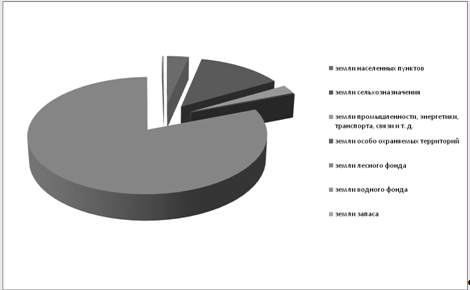 земли населенных пунктов
земли сельхозназначения
земли промышленности, энергетики,
транспорта, связи и т. д.
земли особо охраняемых территорий
земли лесного фонда
земли водного фонда
земли запаса